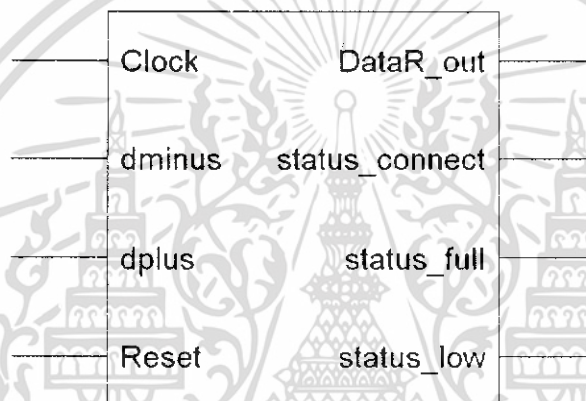 Clock DataR_out
dminus status_connect
dplus status_full
Reset status_low